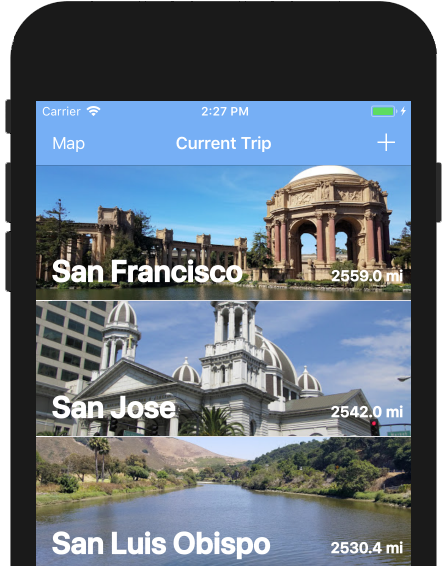 Carrier 2:27 PM
Map Current Trip +
San Francisco 2559.0 mi
San Jose 2542.0 mi
San Luis Obispo 2530.4 mi